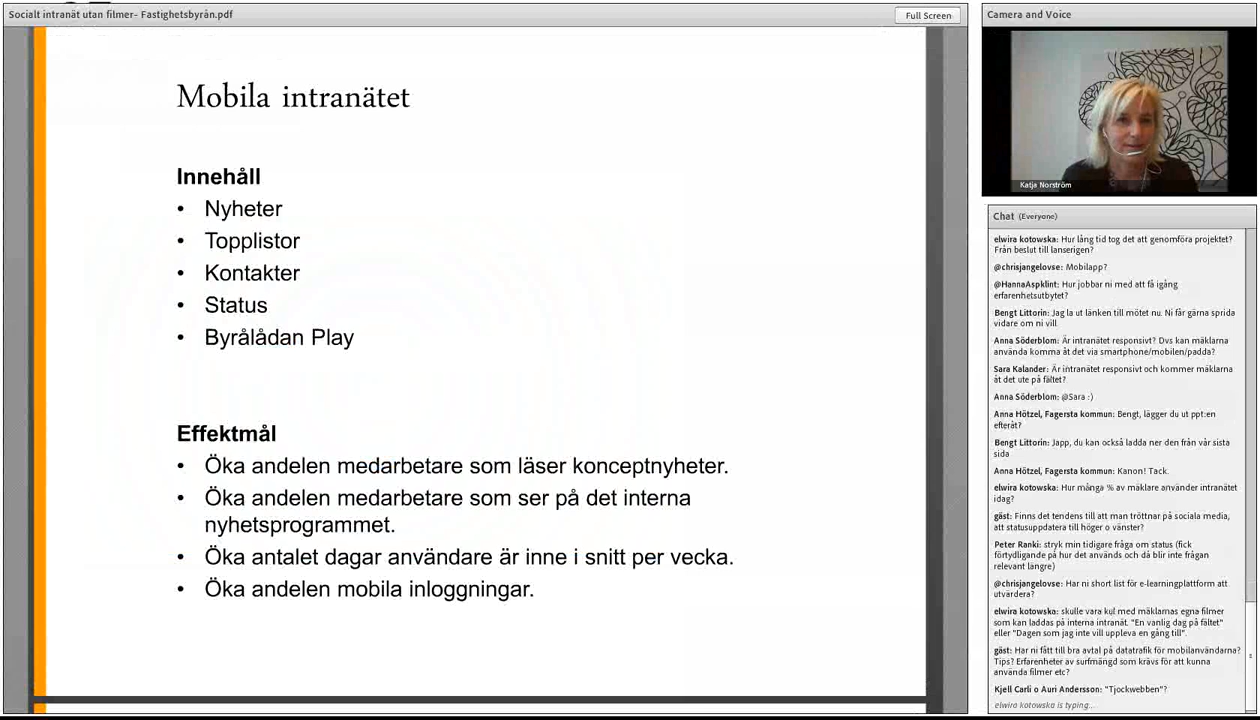 Socialt intranät utan filmer- Fastighetsbyrån.pdf
Full Screen
Mobila intranätet
Innehåll
• Nyheter
• Topplistor
• Kontakter
• Status
• Byrålådan Play
Effektmål
• Öka andelen medarbetare som läser konceptnyheter.
• Öka andelen medarbetare som ser på det interna
nyhetsprogrammet.
• Öka antalet dagar användare är inne i snitt per vecka.
• Öka andelen mobila inloggningar.
Camera and Voice
Katja Norström
Chat (Everyone)
elwira kotowska: Hur lång tid tog det att genomföra projektet?
Från beslut till lanserigen?
@chrisjangelovse: Mobilapp?
@HannaAspklint: Hur jobbar ni med att få igång
erfarenhetsutbytet?
Bengt Littorin: Jag la ut länken till mötet nu. Ni får gärna sprida
vidare om ni vill
Anna Söderblom: Är intranätet responsivt? Dvs kan mäklarna
använda komma åt det via smartphone/mobilen/padda?
Sara Kalander: Är intranätet responsivt och kommer mäklarna
åt det ute på fältet?
Anna Söderblom: @Sara :)
Anna Hötzel, Fagersta kommun: Bengt, lägger du ut ppt:en
efteråt?
Bengt Littorin: Japp, du kan också ladda ner den från vår sista
sida
Anna Hötzel, Fagersta kommun: Kanon! Tack.
elwira kotowska: Hur många % av mäklare använder intranätet
idag?
gäst: Finns det tendens till att man tröttnar på sociala media,
att statusuppdatera till höger o vänster?
Peter Ranki: stryk min tidigare fråga om status (fick
förtydligande på hur det används och då blir inte frågan
relevant längre)
@chrisjangelovse: Har ni short list för e-learningplattform att
utvärdera?
elwira kotowska: skulle vara kul med mäklarnas egna filmer
som kan laddas på interna intranät. "En vanlig dag på fältet"
eller "Dagen som jag inte vill uppleva en gång till".
gäst: Har ni fått till bra avtal på datatrafik för mobilanvändarna?
Tips? Erfarenheter av surfmängd som krävs för att kunna
använda filmer etc?
Kjell Carli o Auri Andersson: "Tjockwebben"?
elwira kotowska is typing...